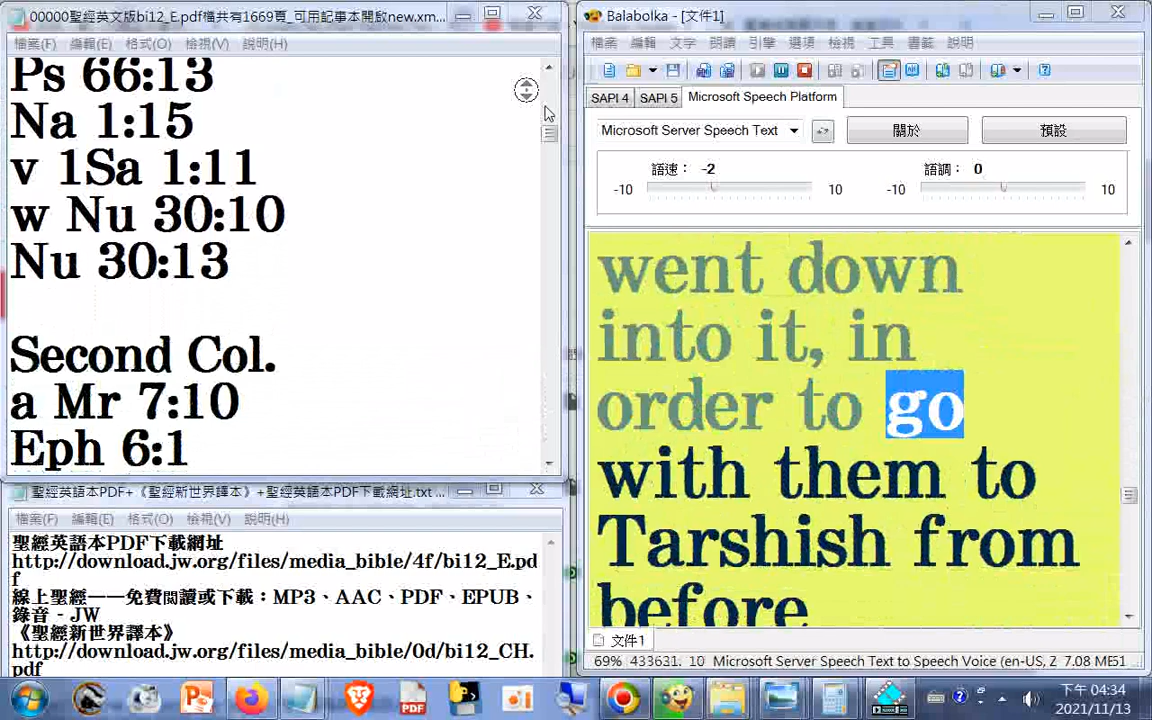 00000聖經英文版bi12_E.pdf檔共有1669頁_可用記事本開啟new.xm...
檔案(F) 編輯(E) 格式(O) 檢視(V) 說明(H)
Ps 66:13
Na 1:15
v 1Sa 1:11
w Nu 30:10
Nu 30:13
Second Col.
a Mr 7:10
Eph 6:1
聖經英語本PDF+《聖經新世界譯本》+聖經英語本PDF下載網址.txt ...
檔案(F) 編輯(E) 格式(O) 檢視(V) 說明(H)
聖經英語本PDF下載網址
http://download.jw.org/files/media_bible/4f/bi12_E.pd
f
線上聖經——免費閱讀或下載：MP3、AAC、PDF、EPUB、
錄音 - JW
《聖經新世界譯本》
http://download.jw.org/files/media_bible/0d/bi12_CH.
pdf
Balabolka - [文件1]
檔案 編輯 文字 朗讀 引擎 選項 檢視 工具 書籤 說明
SAPI 4 SAPI 5 Microsoft Speech Platform
Microsoft Server Speech Text 關於 預設
語速： -2 語調： 0
-10 10 -10 10
went down
into it, in
order to go
with them to
Tarshish from
before
文件1
69% 433631. 10 Microsoft Server Speech Text to Speech Voice (en-US, Z 7.08 ME51
下午 04:34
2021/11/13